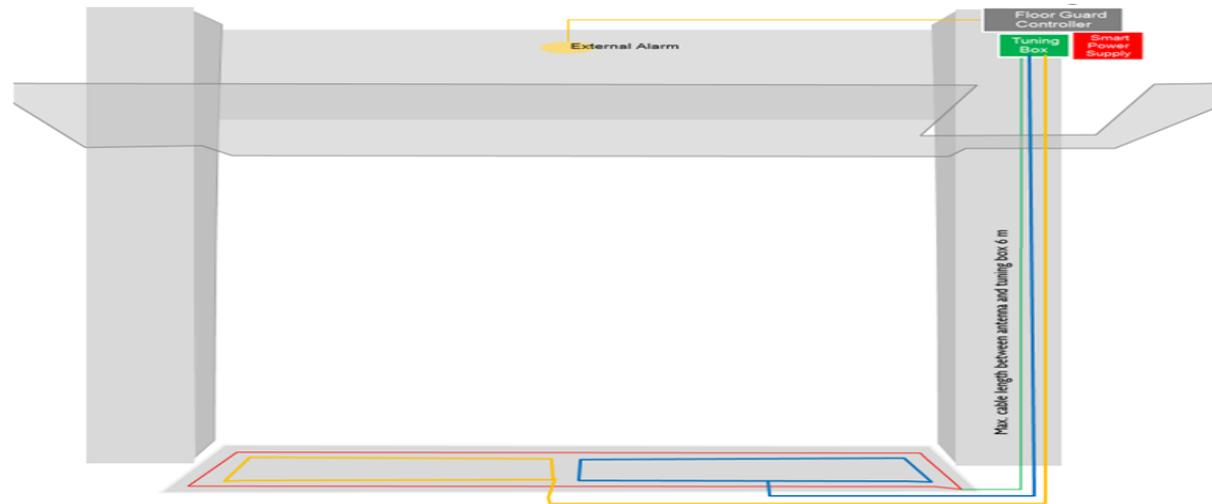 Floor Guard
Controller
External Alarm
Tuning
Box
Smart
Power
Supply
Max. cable length between antenna and tuning box 6 m